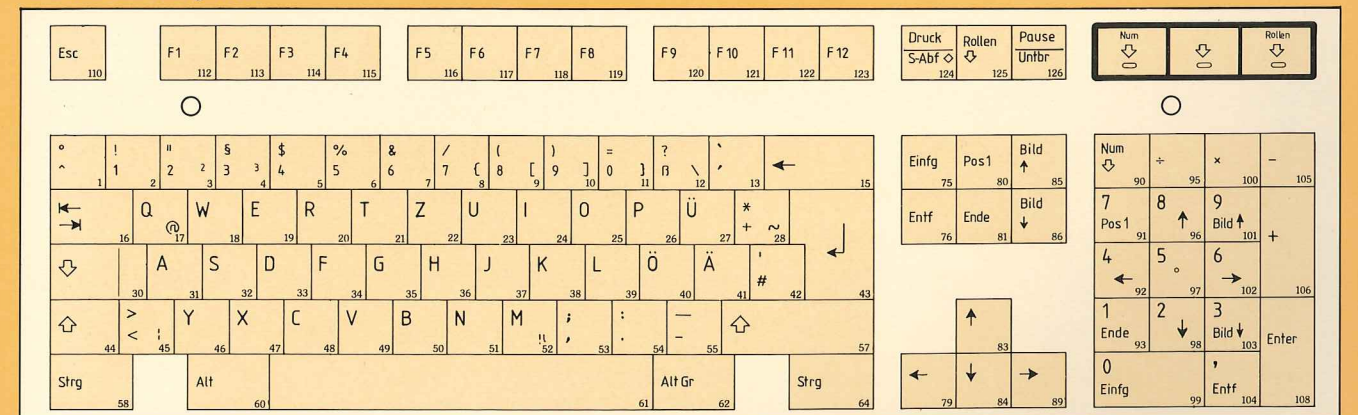 Esc 110 F1 112 F2 113 F3 114 F4 115 F5 116 F6 117 F7 118 F8 119 F9 120 F10 121 F11 122 F12 123 Druck S-Abf ◇ 124 Rollen ⇩ 125 Pause Untbr 126 Num ⇩ ⇩ Rollen ⇩
° ^ 1 ! 1 2 " 2 ² 3 § 3 ³ 4 $ 4 5 % 5 6 & 6 7 / 7 { 8 ( 8 [ 9 ) 9 ] 10 = 0 } 11 ? ß \ 12 ` ' 13 ← 15 Einfg 75 Pos1 80 Bild ↑ 85 Num ⇩ 90 ÷ 95 × 100 − 105
⇤ ⇥ 16 Q @ 17 W 18 E 19 R 20 T 21 Z 22 U 23 I 24 O 25 P 26 Ü 27 * + ~ 28 Entf 76 Ende 81 Bild ↓ 86 7 Pos1 91 8 ↑ 96 9 Bild ↑ 101 + 106
⇩ 30 A 31 S 32 D 33 F 34 G 35 H 36 J 37 K 38 L 39 Ö 40 Ä 41 ' # 42 ↵ 43 4 ← 92 5 ° 97 6 → 102
⇧ 44 > < ¦ 45 Y 46 X 47 C 48 V 49 B 50 N 51 M 52 ; , 53 : . 54 — - 55 ⇧ 57 ↑ 83 1 Ende 93 2 ↓ 98 3 Bild ↓ 103 Enter 108
Strg 58 Alt 60 61 Alt Gr 62 Strg 64 ← 79 ↓ 84 → 89 0 Einfg 99 , Entf 104